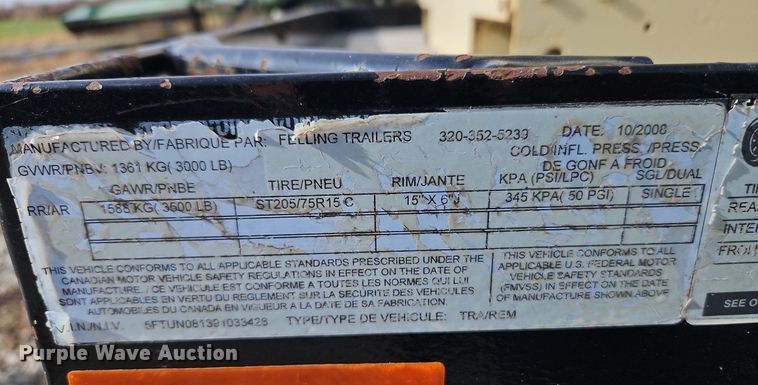 MANUFACTURED BY/FABRIQUE PAR: FELLING TRAILERS 320-352-5239 DATE: 10/2008
GVWR/PNBV: 1361 KG( 3000 LB) COLD INFL. PRESS./PRESS.
DE GONF A FROID
GAWR/PNBE TIRE/PNEU RIM/JANTE KPA (PSI/LPC) SGL/DUAL
RR/AR 1588 KG( 3500 LB) ST205/75R15 C 15" X 6"J 345 KPA( 50 PSI) SINGLE
THIS VEHICLE CONFORMS TO ALL APPLICABLE STANDARDS PRESCRIBED UNDER THE
CANADIAN MOTOR VEHICLE SAFETY REGULATIONS IN EFFECT ON THE DATE OF
MANUFACTURE. / CE VEHICULE EST CONFORME A TOUTES LES NORMES QUI LUI
SONT APPLICABLES EN VERTU DU REGLEMENT SUR LA SECURITE DES VEHICULES
AUTOMOBILES DU CANADA EN VIGUEUR A LA DATE DE SA FABRICATION.
THIS VEHICLE CONFORMS TO ALL
APPLICABLE U.S. FEDERAL MOTOR
VEHICLE SAFETY STANDARDS
(FMVSS) IN EFFECT ON THE DATE
OF MANUFACTURE SHOWN ABOVE
V.I.N./N.I.V. 5FTUN081391033428 TYPE/TYPE DE VEHICULE: TRA/REM
TI
REA
INTER
FRO
SEE O
Purple Wave Auction